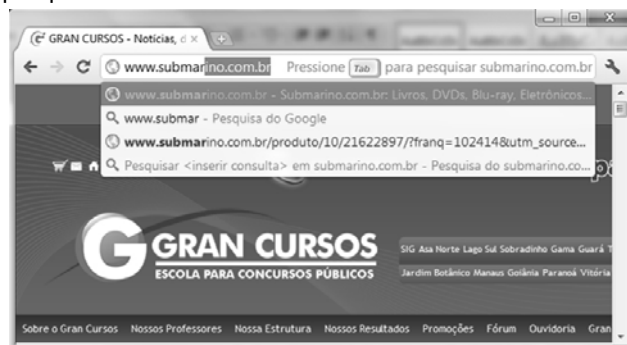 GRAN CURSOS - Notícias, d
www.submarino.com.br Pressione Tab para pesquisar submarino.com.br
www.submarino.com.br - Submarino.com.br: Livros, DVDs, Blu-ray, Eletrônicos...
www.submar - Pesquisa do Google
www.submarino.com.br/produto/10/21622897/?franq=102414&utm_source...
Pesquisar <inserir consulta> em submarino.com.br - Pesquisa do submarino.co...
GRAN CURSOS
ESCOLA PARA CONCURSOS PÚBLICOS
SIG Asa Norte Lago Sul Sobradinho Gama Guará T
Jardim Botânico Manaus Goiânia Paranoá Vitória
Sobre o Gran Cursos Nossos Professores Nossa Estrutura Nossos Resultados Promoções Fórum Ouvidoria Gran